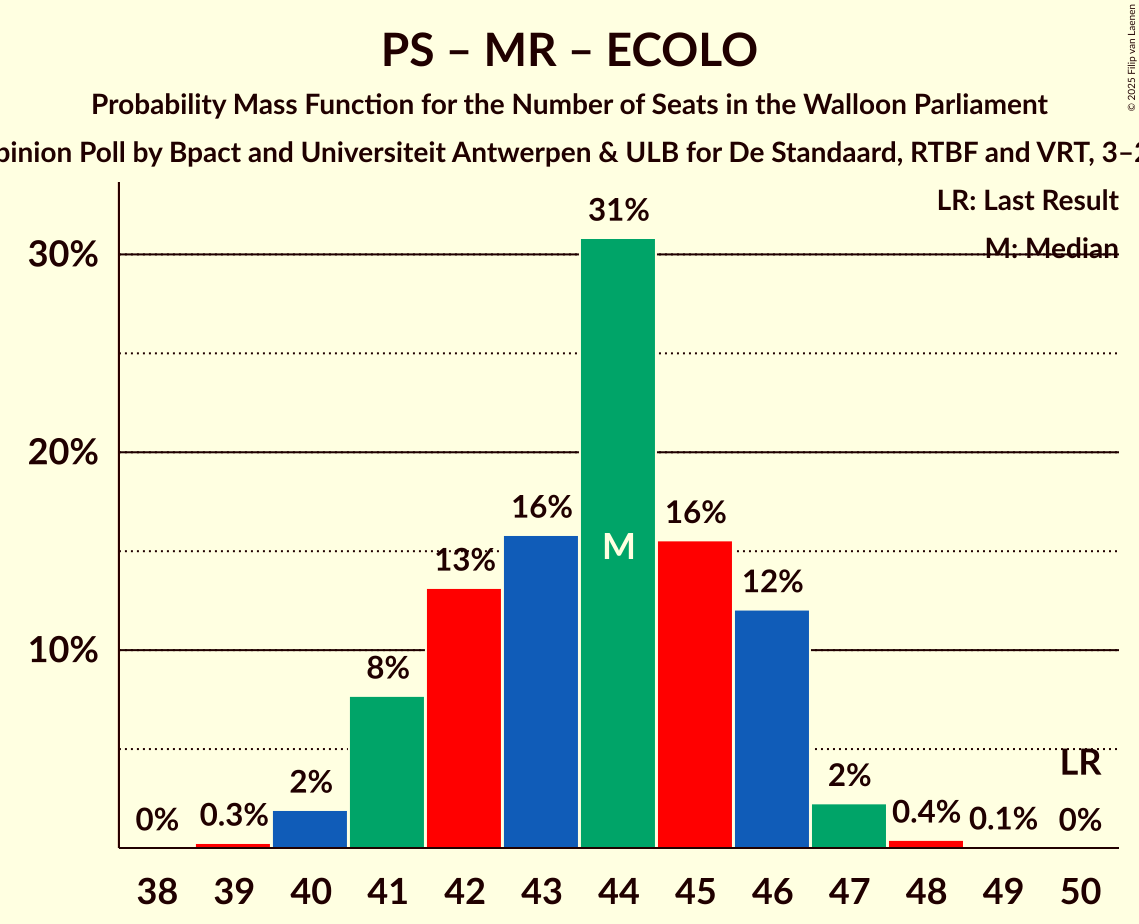 PS – MR – ECOLO
Probability Mass Function for the Number of Seats in the Walloon Parliament
Poll by Bpact and Universiteit Antwerpen & ULB for De Standaard, RTBF and VRT,
© 2025 Filip van Laenen
LR: Last Result
M: Median
30%
20%
10%
0%
0.3%
2%
8%
13%
16%
31%
M
16%
12%
2%
0.4%
0.1%
LR
0%
38 39 40 41 42 43 44 45 46 47 48 49 50